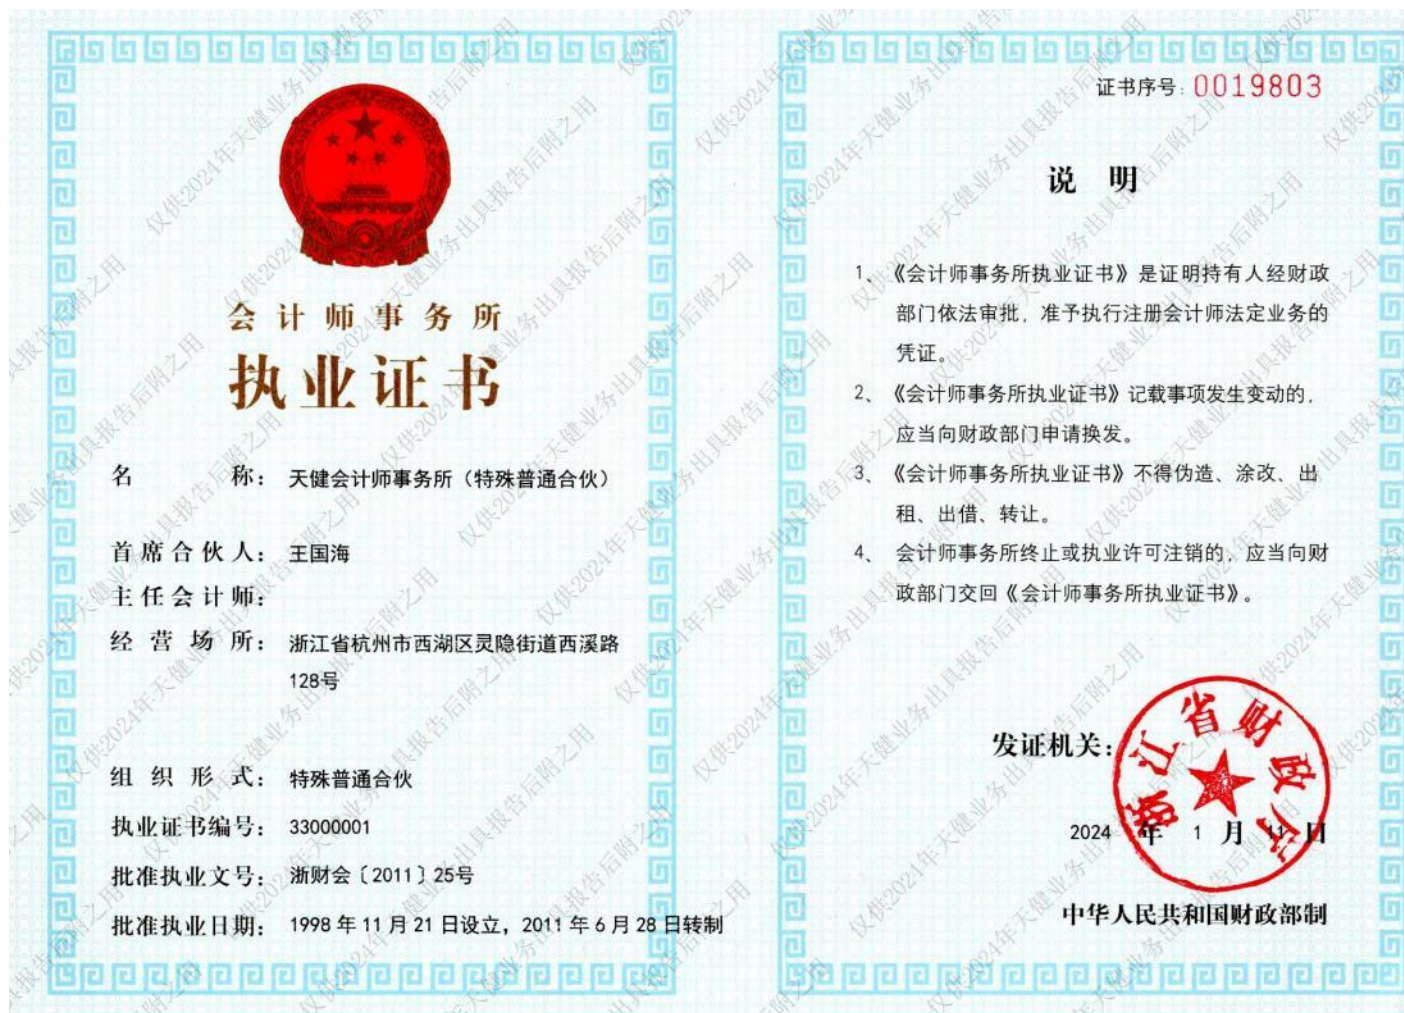 会计师事务所
执业证书
名 称：天健会计师事务所（特殊普通合伙）
首席合伙人：王国海
主任会计师：
经营场所：浙江省杭州市西湖区灵隐街道西溪路
128号
组织形式：特殊普通合伙
执业证书编号：33000001
批准执业文号：浙财会〔2011〕25号
批准执业日期：1998年11月21日设立，2011年6月28日转制
证书序号：0019803
说 明
1、《会计师事务所执业证书》是证明持有人经财政
部门依法审批，准予执行注册会计师法定业务的
凭证。
2、《会计师事务所执业证书》记载事项发生变动的，
应当向财政部门申请换发。
3、《会计师事务所执业证书》不得伪造、涂改、出
租、出借、转让。
4、会计师事务所终止或执业许可注销的，应当向财
政部门交回《会计师事务所执业证书》。
发证机关：
浙江省财政厅
2024 年 1 月 11 日
中华人民共和国财政部制
仅供2024年天健业务出具报告后附之用